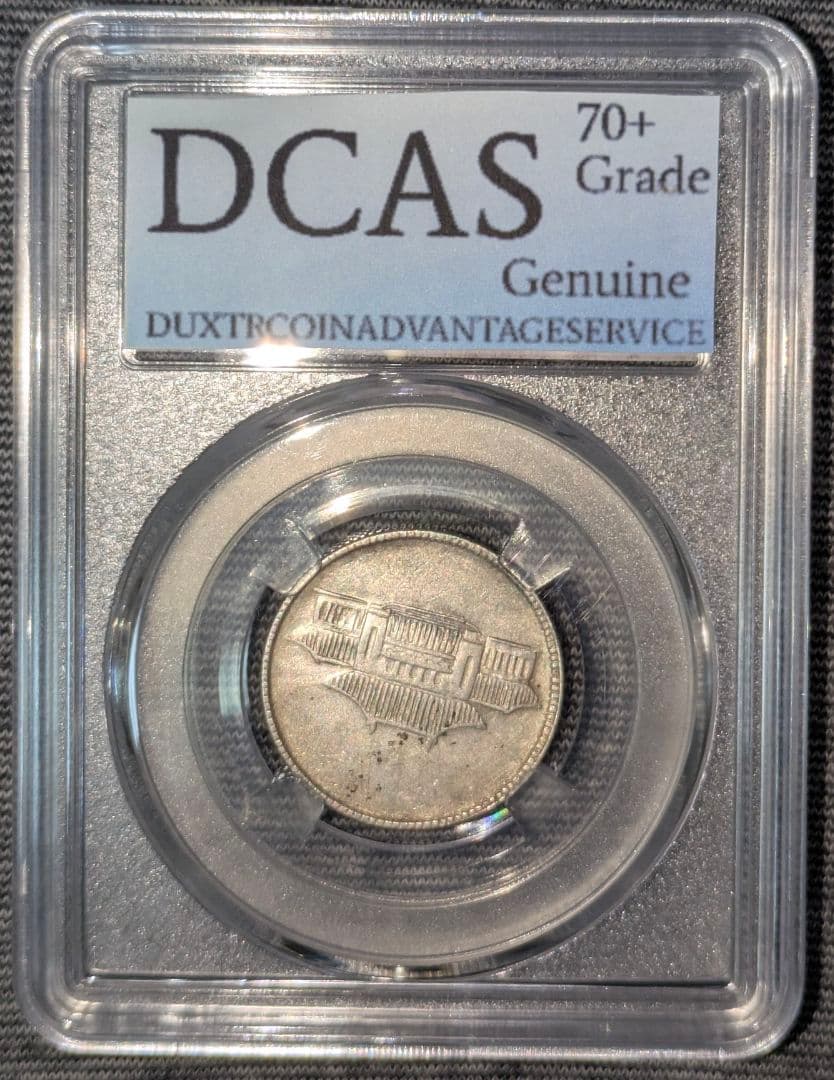 DCAS
70+
Grade
Genuine
DUXTRCOINADVANTAGESERVICE